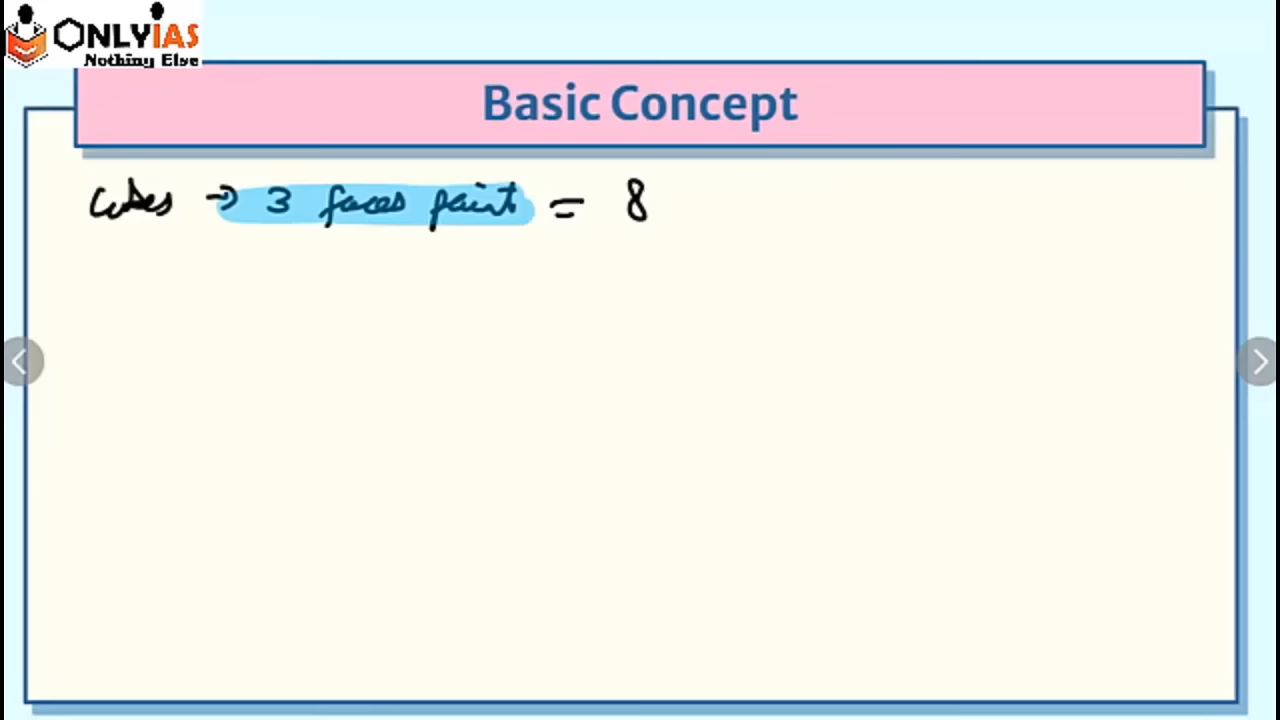 ONLYIAS
Nothing Else
Basic Concept
cubes → 3 faces paint = 8